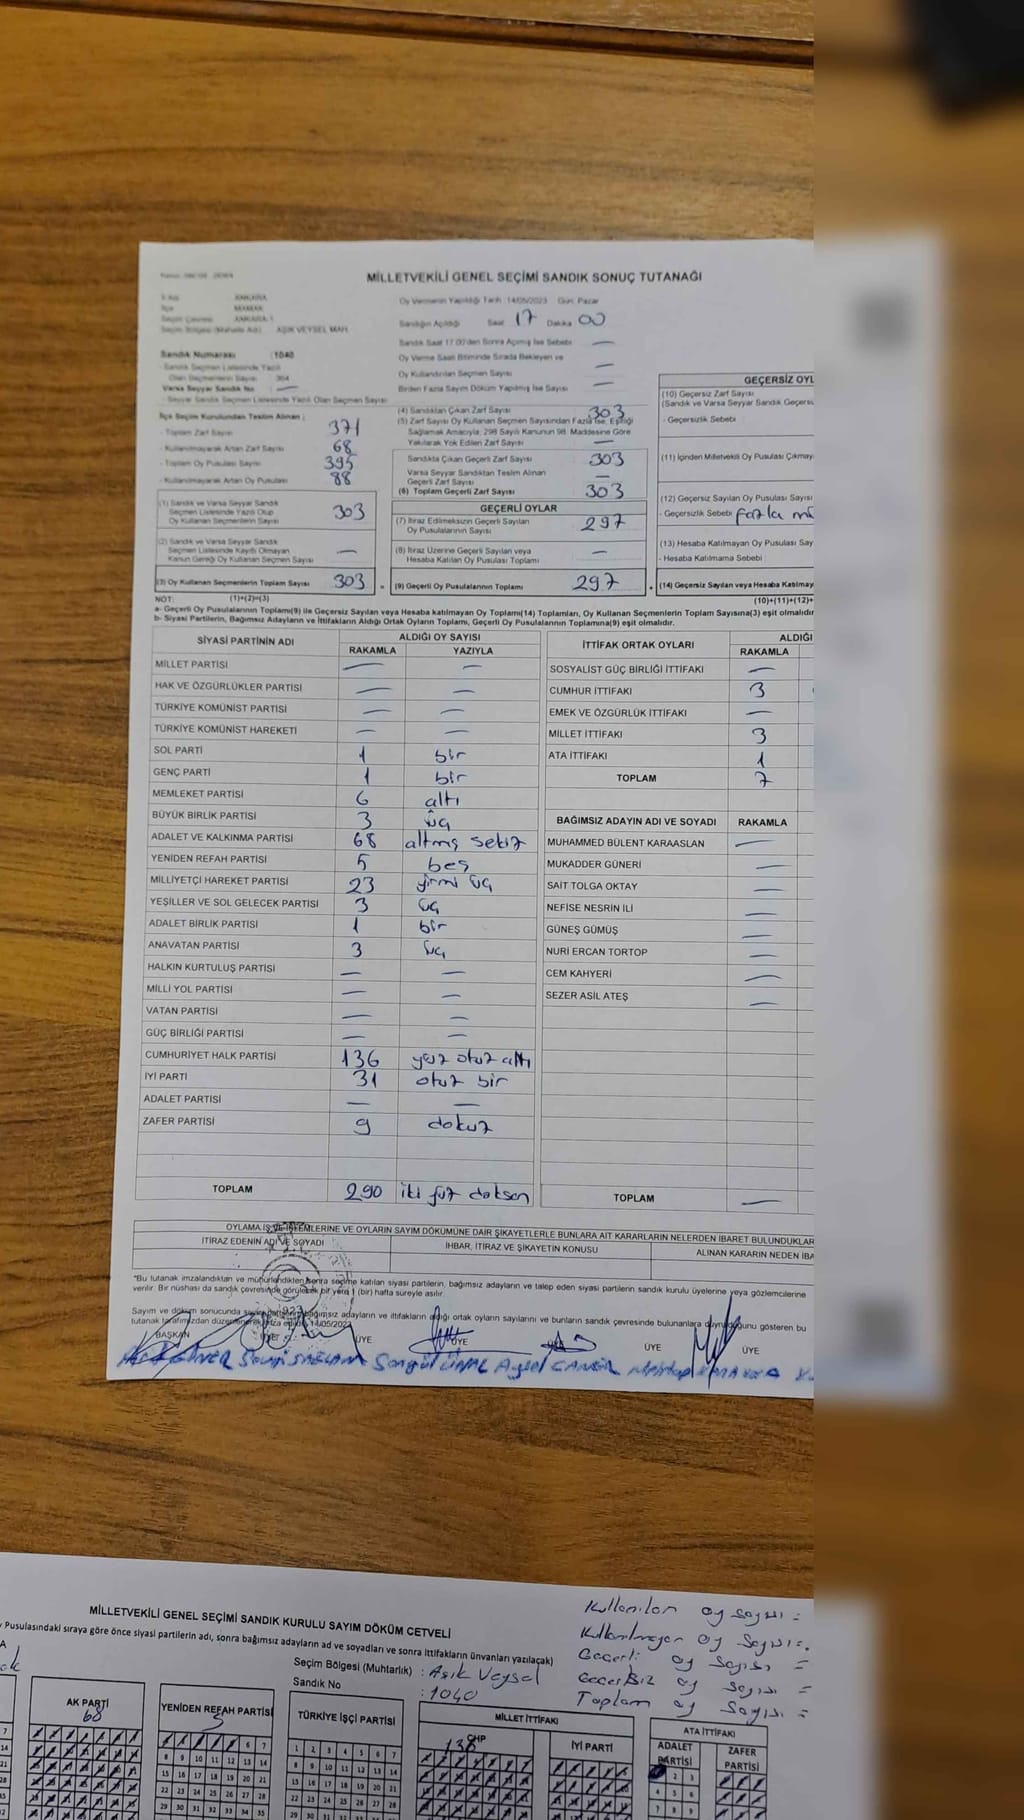 MİLLETVEKİLİ GENEL SEÇİMİ SANDIK SONUÇ TUTANAĞI
İl Adı ANKARA
İlçe MAMAK
Seçim Çevresi ANKARA-1
Seçim Bölgesi (Mahalle Adı) AŞIK VEYSEL MAH.
Oy Vermenin Yapıldığı Tarih :14/05/2023 Gün: Pazar
Sandığın Açıldığı Saat 17 Dakika 00
Sandık Saat 17.00'den Sonra Açılmış İse Sebebi —
Oy Verme Saati Bitiminde Sırada Bekleyen ve
Oy Kullandırılan Seçmen Sayısı —
Birden Fazla Sayım Döküm Yapılmış İse Sayısı —
Sandık Numarası :1040
Sandık Seçmen Listesinde Yazılı
Olan Seçmenlerin Sayısı 364
Varsa Seyyar Sandık No —
Seyyar Sandık Seçmen Listesinde Yazılı Olan Seçmen Sayısı
İlçe Seçim Kurulundan Teslim Alınan ;
- Toplam Zarf Sayısı 371
- Kullanılmayarak Artan Zarf Sayısı 68
- Toplam Oy Pusulası Sayısı 395
- Kullanılmayarak Artan Oy Pusulası 88
(1) Sandık ve Varsa Seyyar Sandık
Seçmen Listesinde Yazılı Olup
Oy Kullanan Seçmenlerin Sayısı 303
(2) Sandık ve Varsa Seyyar Sandık
Seçmen Listesinde Kayıtlı Olmayan
Kanun Gereği Oy Kullanan Seçmen Sayısı —
(3) Oy Kullanan Seçmenlerin Toplam Sayısı 303 =
(4) Sandıktan Çıkan Zarf Sayısı 303
(5) Zarf Sayısı Oy Kullanan Seçmen Sayısından Fazla İse, Eşitliği
Sağlamak Amacıyla; 298 Sayılı Kanunun 98. Maddesine Göre
Yakılarak Yok Edilen Zarf Sayısı —
Sandıkta Çıkan Geçerli Zarf Sayısı 303
Varsa Seyyar Sandıktan Teslim Alınan
Geçerli Zarf Sayısı —
(6) Toplam Geçerli Zarf Sayısı 303
GEÇERLİ OYLAR
(7) İtiraz Edilmeksizin Geçerli Sayılan
Oy Pusulalarının Sayısı 297
(8) İtiraz Üzerine Geçerli Sayılan veya
Hesaba Katılan Oy Pusulası Toplamı —
(9) Geçerli Oy Pusulalarının Toplamı 297
GEÇERSİZ OYL
(10) Geçersiz Zarf Sayısı
(Sandık ve Varsa Seyyar Sandık Geçersi
- Geçersizlik Sebebi
(11) İçinden Milletvekili Oy Pusulası Çıkmay
(12) Geçersiz Sayılan Oy Pusulası Sayısı
- Geçersizlik Sebebi fazla mü
(13) Hesaba Katılmayan Oy Pusulası Say
- Hesaba Katılmama Sebebi
(14) Geçersiz Sayılan veya Hesaba Katılmay
(10)+(11)+(12)+
NOT: (1)+(2)=(3)
a- Geçerli Oy Pusulalarının Toplamı(9) ile Geçersiz Sayılan veya Hesaba katılmayan Oy Toplamı(14) Toplamları, Oy Kullanan Seçmenlerin Toplam Sayısına(3) eşit olmalıdır
b- Siyasi Partilerin, Bağımsız Adayların ve İttifakların Aldığı Ortak Oyların Toplamı, Geçerli Oy Pusulalarının Toplamına(9) eşit olmalıdır.
SİYASİ PARTİNİN ADI ALDIĞI OY SAYISI
RAKAMLA YAZIYLA
MİLLET PARTİSİ — —
HAK VE ÖZGÜRLÜKLER PARTİSİ — —
TÜRKİYE KOMÜNİST PARTİSİ — —
TÜRKİYE KOMÜNİST HAREKETİ — —
SOL PARTİ 1 bir
GENÇ PARTİ 1 bir
MEMLEKET PARTİSİ 6 altı
BÜYÜK BİRLİK PARTİSİ 3 üç
ADALET VE KALKINMA PARTİSİ 68 altmış sekiz
YENİDEN REFAH PARTİSİ 5 beş
MİLLİYETÇİ HAREKET PARTİSİ 23 yirmi üç
YEŞİLLER VE SOL GELECEK PARTİSİ 3 üç
ADALET BİRLİK PARTİSİ 1 bir
ANAVATAN PARTİSİ 3 üç
HALKIN KURTULUŞ PARTİSİ — —
MİLLİ YOL PARTİSİ — —
VATAN PARTİSİ — —
GÜÇ BİRLİĞİ PARTİSİ — —
CUMHURİYET HALK PARTİSİ 136 yüz otuz altı
İYİ PARTİ 31 otuz bir
ADALET PARTİSİ — —
ZAFER PARTİSİ 9 dokuz
TOPLAM 290 iki yüz doksan
İTTİFAK ORTAK OYLARI ALDIĞI
RAKAMLA
SOSYALİST GÜÇ BİRLİĞİ İTTİFAKI —
CUMHUR İTTİFAKI 3
EMEK VE ÖZGÜRLÜK İTTİFAKI —
MİLLET İTTİFAKI 3
ATA İTTİFAKI 1
TOPLAM 7
BAĞIMSIZ ADAYIN ADI VE SOYADI RAKAMLA
MUHAMMED BÜLENT KARAASLAN —
MUKADDER GÜNERİ —
SAİT TOLGA OKTAY —
NEFİSE NESRİN İLİ —
GÜNEŞ GÜMÜŞ —
NURİ ERCAN TORTOP —
CEM KAHYERİ —
SEZER ASİL ATEŞ —
TOPLAM —
OYLAMA İŞ VE İŞLEMLERİNE VE OYLARIN SAYIM DÖKÜMÜNE DAİR ŞİKAYETLERLE BUNLARA AİT KARARLARIN NELERDEN İBARET BULUNDUKLAR
İTİRAZ EDENİN ADI VE SOYADI İHBAR, İTİRAZ VE ŞİKAYETİN KONUSU ALINAN KARARIN NEDEN İBA
*Bu tutanak imzalandıktan ve mühürlendikten sonra seçime katılan siyasi partilerin, bağımsız adayların ve talep eden siyasi partilerin sandık kurulu üyelerine veya gözlemcilerine
verilir. Bir nüshası da sandık çevresinde görülecek bir yere 1 (bir) hafta süreyle asılır.
Sayım ve döküm sonucunda siyasi partilerin, bağımsız adayların ve ittifakların aldığı ortak oyların sayılarını ve bunların sandık çevresinde bulunanlara duyurulduğunu gösteren bu
tutanak tarafımızdan düzenlenerek imza edildi. 14/05/2023
BAŞKAN ÜYE ÜYE ÜYE ÜYE ÜYE ÜYE
GÜNER Sevgi SAĞLAM Songül ÜNAL Aysel CANSIZ
MİLLETVEKİLİ GENEL SEÇİMİ SANDIK KURULU SAYIM DÖKÜM CETVELİ
Pusulasındaki sıraya göre önce siyasi partilerin adı, sonra bağımsız adayların ad ve soyadları ve sonra ittifakların ünvanları yazılacak)
Seçim Bölgesi (Muhtarlık) : Aşık Veysel
Sandık No : 1040
Kullanılan oy sayısı =
Kullanılmayan oy sayısı =
Geçerli oy sayısı =
Geçersiz oy sayısı =
Toplam oy sayısı =
AK PARTİ
68
YENİDEN REFAH PARTİSİ
5
TÜRKİYE İŞÇİ PARTİSİ
MİLLET İTTİFAKI
CHP İYİ PARTİ
136
ATA İTTİFAKI
ADALET PARTİSİ ZAFER PARTİSİ